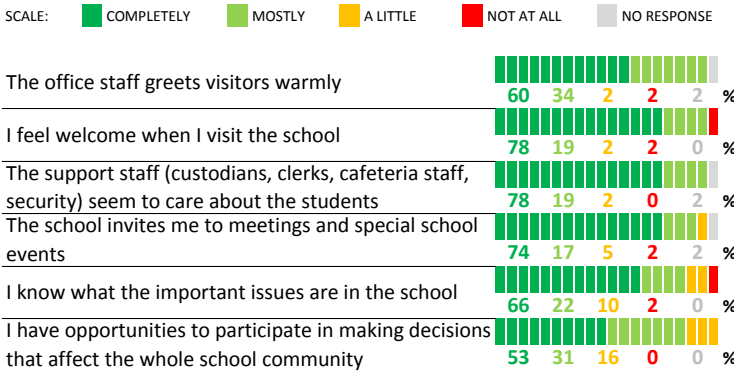 SCALE: COMPLETELY MOSTLY A LITTLE NOT AT ALL NO RESPONSE
The office staff greets visitors warmly
60 34 2 2 2 %
I feel welcome when I visit the school
78 19 2 2 0 %
The support staff (custodians, clerks, cafeteria staff,
security) seem to care about the students
78 19 2 0 2 %
The school invites me to meetings and special school
events
74 17 5 2 2 %
I know what the important issues are in the school
66 22 10 2 0 %
I have opportunities to participate in making decisions
that affect the whole school community
53 31 16 0 0 %